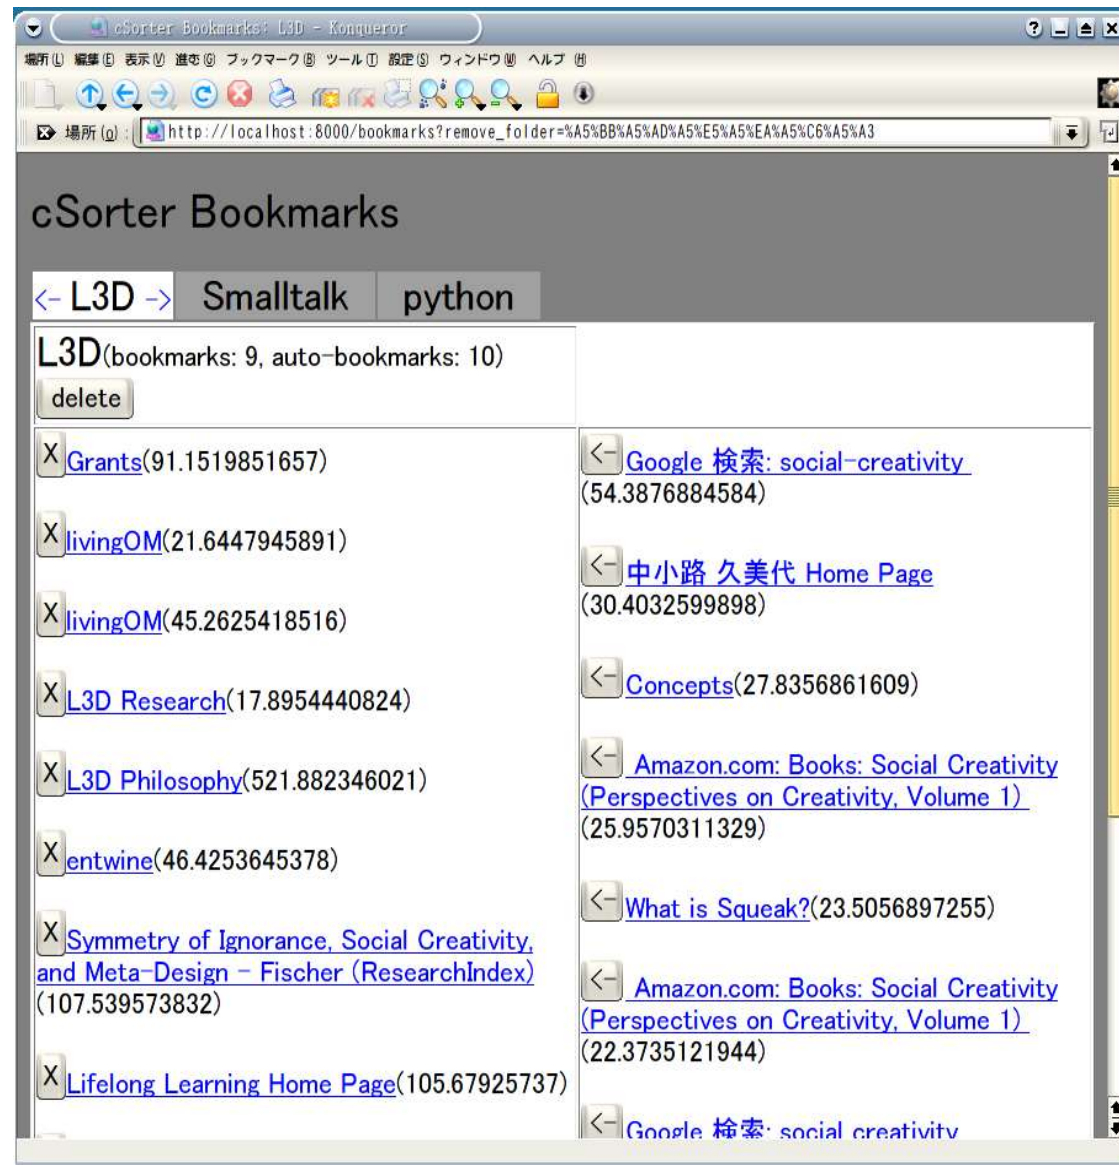 cSorter Bookmarks: L3D - Konqueror
場所(L) 編集(E) 表示(V) 進む(G) ブックマーク(B) ツール(T) 設定(S) ウィンドウ(W) ヘルプ(H)
場所(o): http://localhost:8000/bookmarks?remove_folder=%A5%BB%A5%AD%A5%E5%A5%EA%A5%C6%A5%A3
cSorter Bookmarks
<- L3D -> Smalltalk python
L3D(bookmarks: 9, auto-bookmarks: 10)
delete
X Grants(91.1519851657)
X livingOM(21.6447945891)
X livingOM(45.2625418516)
X L3D Research(17.8954440824)
X L3D Philosophy(521.882346021)
X entwine(46.4253645378)
X Symmetry of Ignorance, Social Creativity,
and Meta-Design - Fischer (ResearchIndex)
(107.539573832)
X Lifelong Learning Home Page(105.67925737)
<- Google 検索: social-creativity
(54.3876884584)
<- 中小路 久美代 Home Page
(30.4032599898)
<- Concepts(27.8356861609)
<- Amazon.com: Books: Social Creativity
(Perspectives on Creativity, Volume 1)
(25.9570311329)
<- What is Squeak?(23.5056897255)
<- Amazon.com: Books: Social Creativity
(Perspectives on Creativity, Volume 1)
(22.3735121944)
<- Google 検索: social creativity